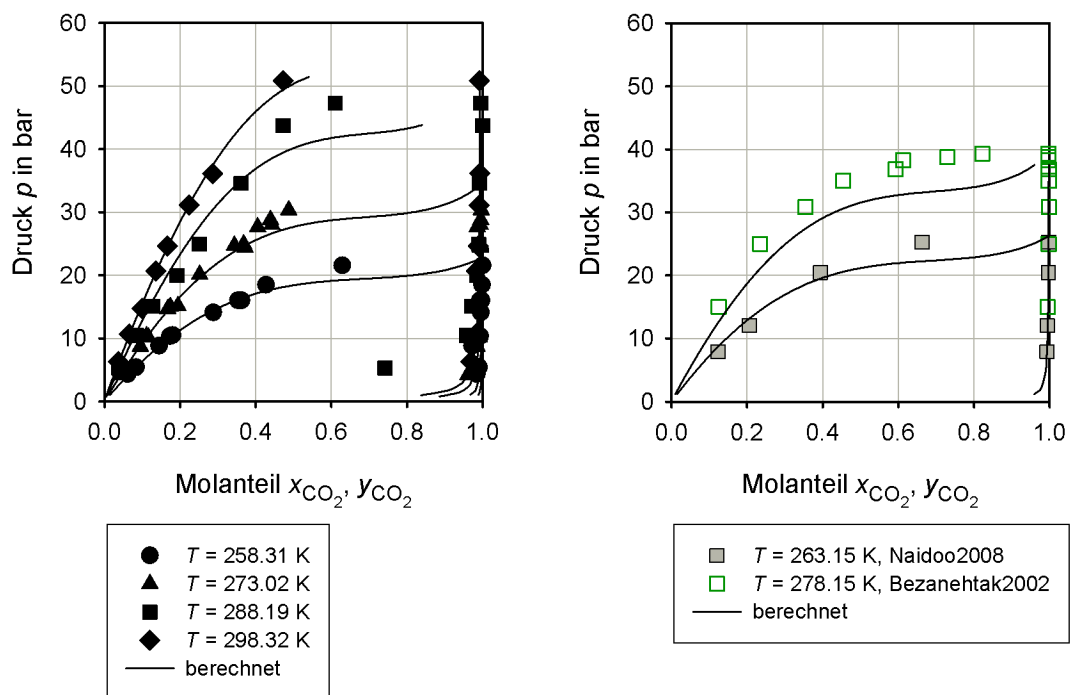 60
50
40
30
20
10
0
0.0 0.2 0.4 0.6 0.8 1.0
Druck p in bar
Molanteil xCO2, yCO2
T = 258.31 K
T = 273.02 K
T = 288.19 K
T = 298.32 K
berechnet
60
50
40
30
20
10
0
0.0 0.2 0.4 0.6 0.8 1.0
Druck p in bar
Molanteil xCO2, yCO2
T = 263.15 K, Naidoo2008
T = 278.15 K, Bezanehtak2002
berechnet